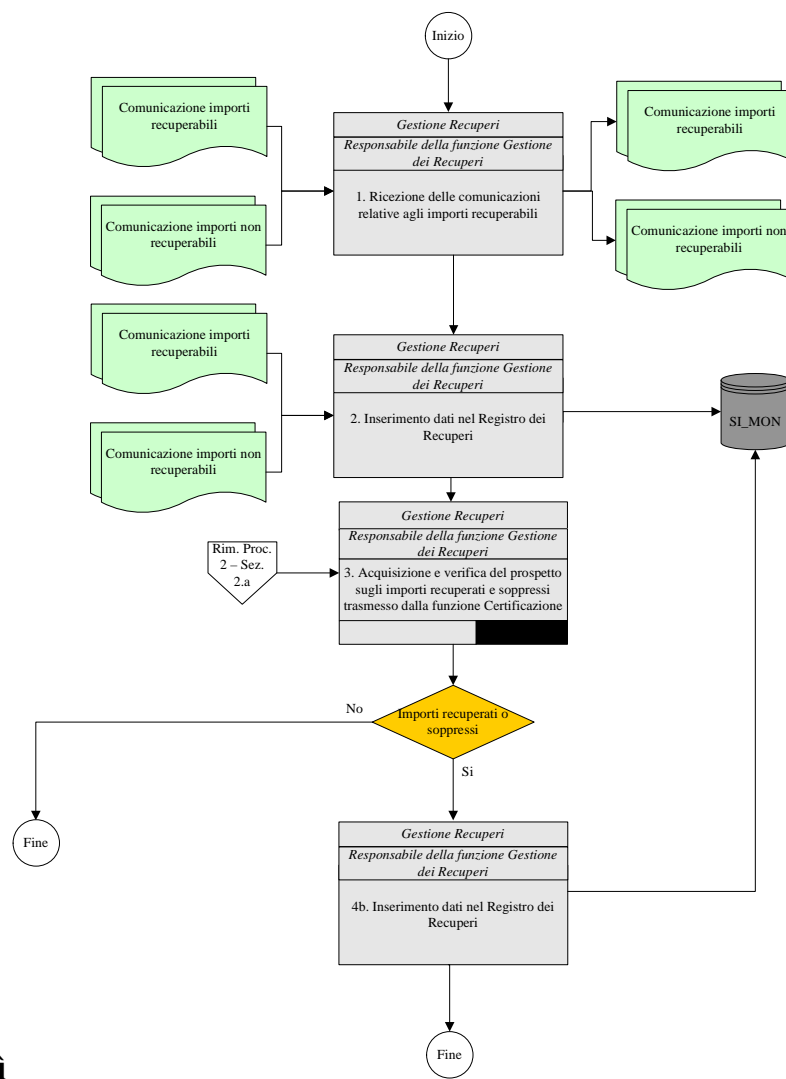 Inizio
Comunicazione importi
recuperabili
Comunicazione importi non
recuperabili
Gestione Recuperi
Responsabile della funzione Gestione
dei Recuperi
1. Ricezione delle comunicazioni
relative agli importi recuperabili
Comunicazione importi
recuperabili
Comunicazione importi non
recuperabili
Comunicazione importi
recuperabili
Comunicazione importi non
recuperabili
Gestione Recuperi
Responsabile della funzione Gestione
dei Recuperi
2. Inserimento dati nel Registro dei
Recuperi
SI_MON
Rim. Proc.
2 – Sez.
2.a
Gestione Recuperi
Responsabile della funzione Gestione
dei Recuperi
3. Acquisizione e verifica del prospetto
sugli importi recuperati e soppressi
trasmesso dalla funzione Certificazione
Importi recuperati o
soppressi
No
Si
Fine
Gestione Recuperi
Responsabile della funzione Gestione
dei Recuperi
4b. Inserimento dati nel Registro dei
Recuperi
Fine
ì